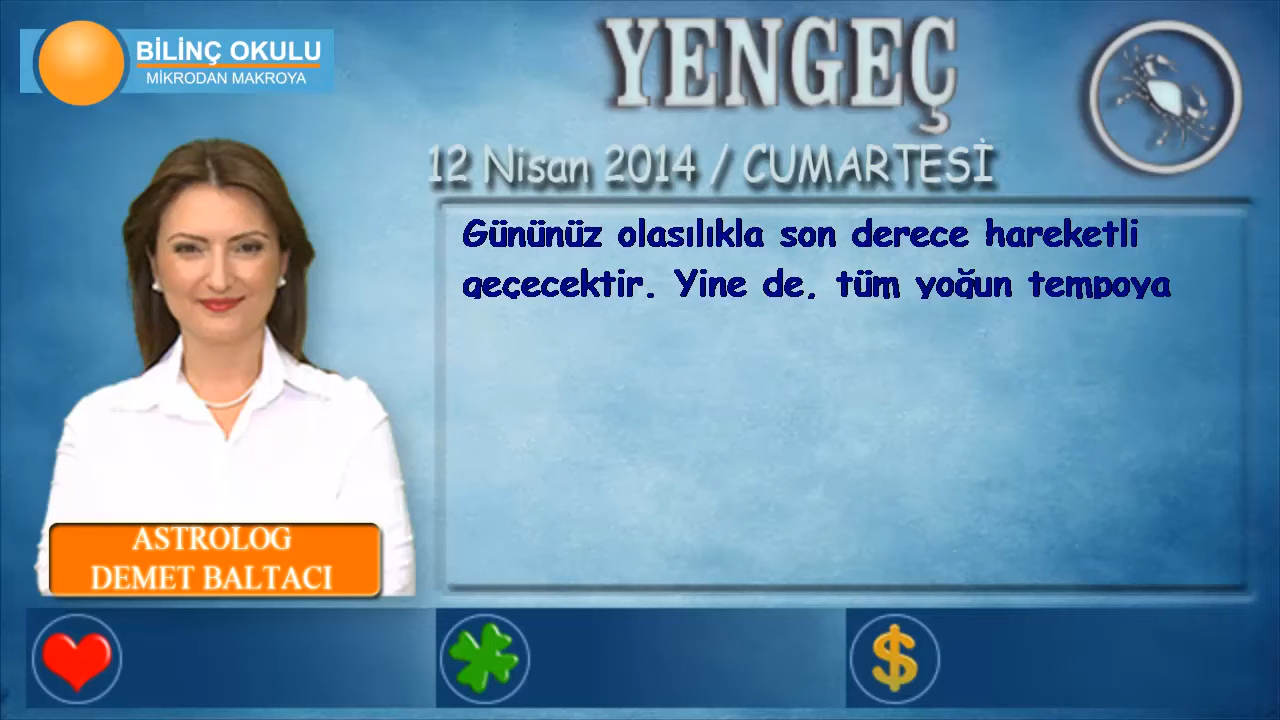 BİLİNÇ OKULU
MİKRODAN MAKROYA
YENGEÇ
12 Nisan 2014 / CUMARTESİ
Gününüz olasılıkla son derece hareketli
geçecektir. Yine de, tüm yoğun tempoya
ASTROLOG
DEMET BALTACI